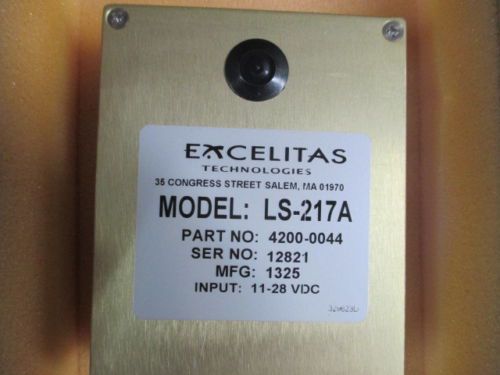 EXCELITAS
TECHNOLOGIES
35 CONGRESS STREET SALEM, MA 01970
MODEL: LS-217A
PART NO: 4200-0044
SER NO: 12821
MFG: 1325
INPUT: 11-28 VDC